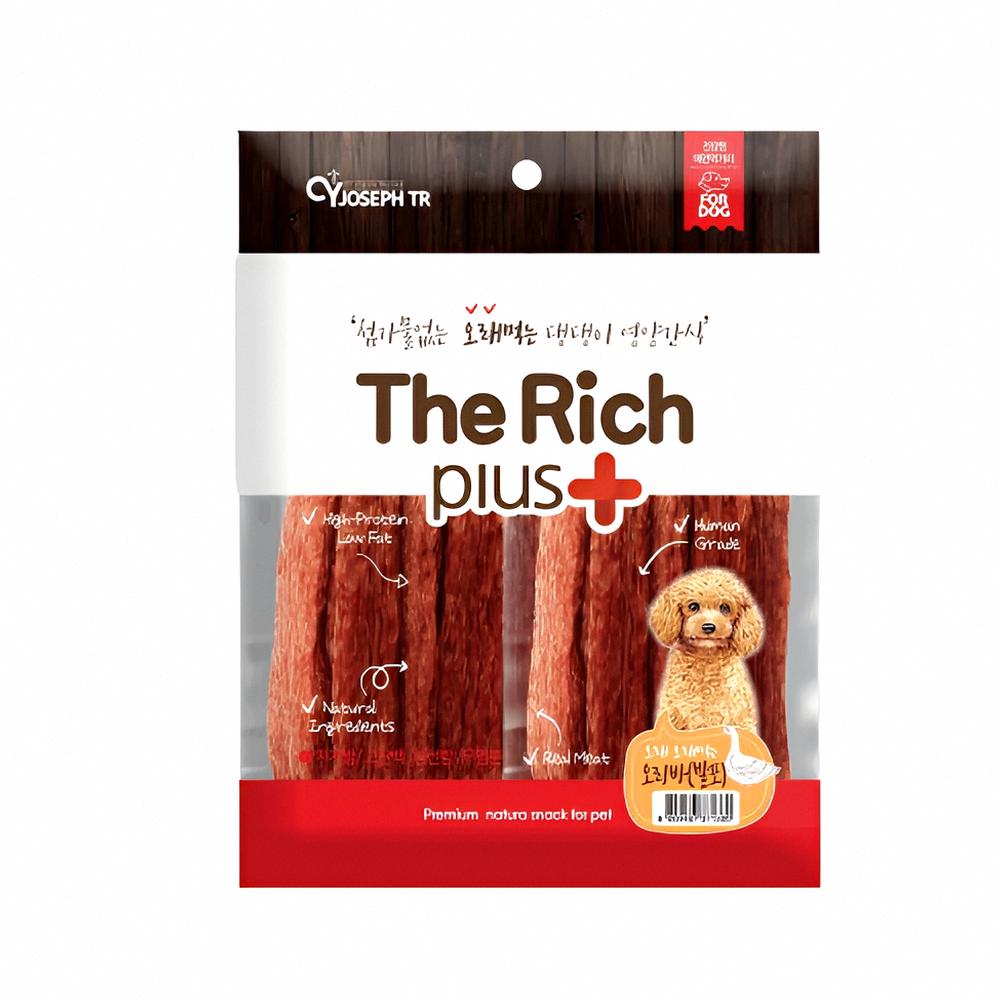 JOSEPH TR
FOR
DOG
'첨가물없는 오래먹는 댕댕이 영양간식'
The Rich
plus+
High-Protein
Low Fat
Human
Grade
Natural
Ingredients
Real Meat
오리바(발포)
Premium natura snack for pet